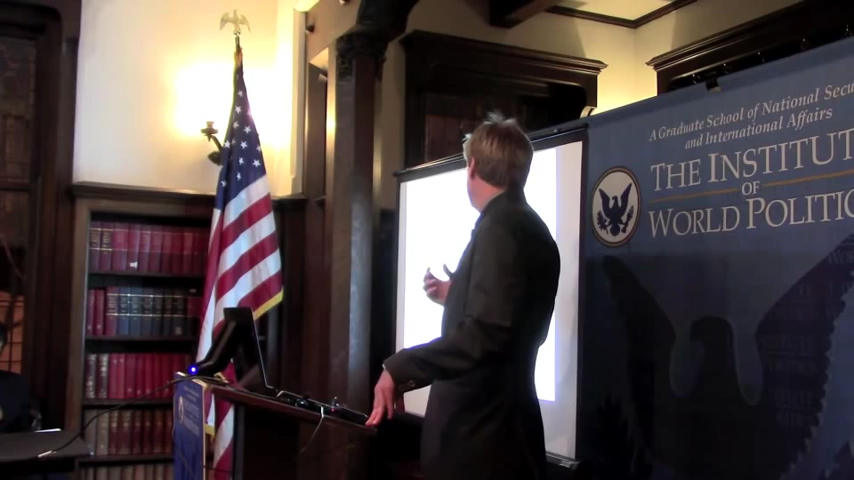 A Graduate School of National Secu
and International Affairs
THE INSTITUT
OF
WORLD POLITIC